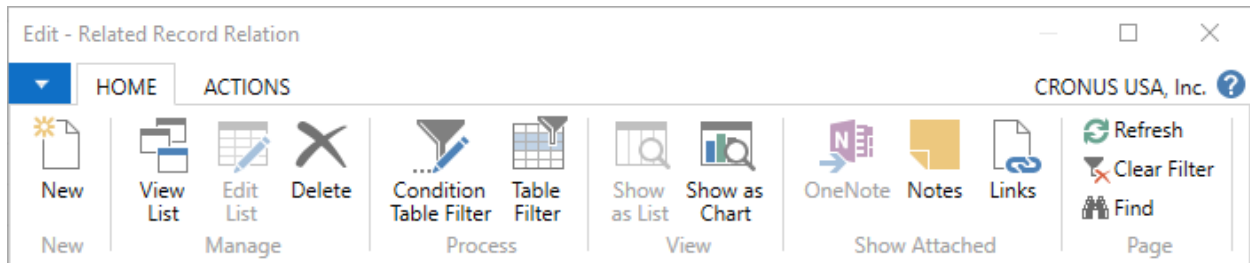 Edit - Related Record Relation
HOME ACTIONS CRONUS USA, Inc. ?
New View List Edit List Delete Condition Table Filter Table Filter Show as List Show as Chart OneNote Notes Links Refresh
Clear Filter
Find
New Manage Process View Show Attached Page